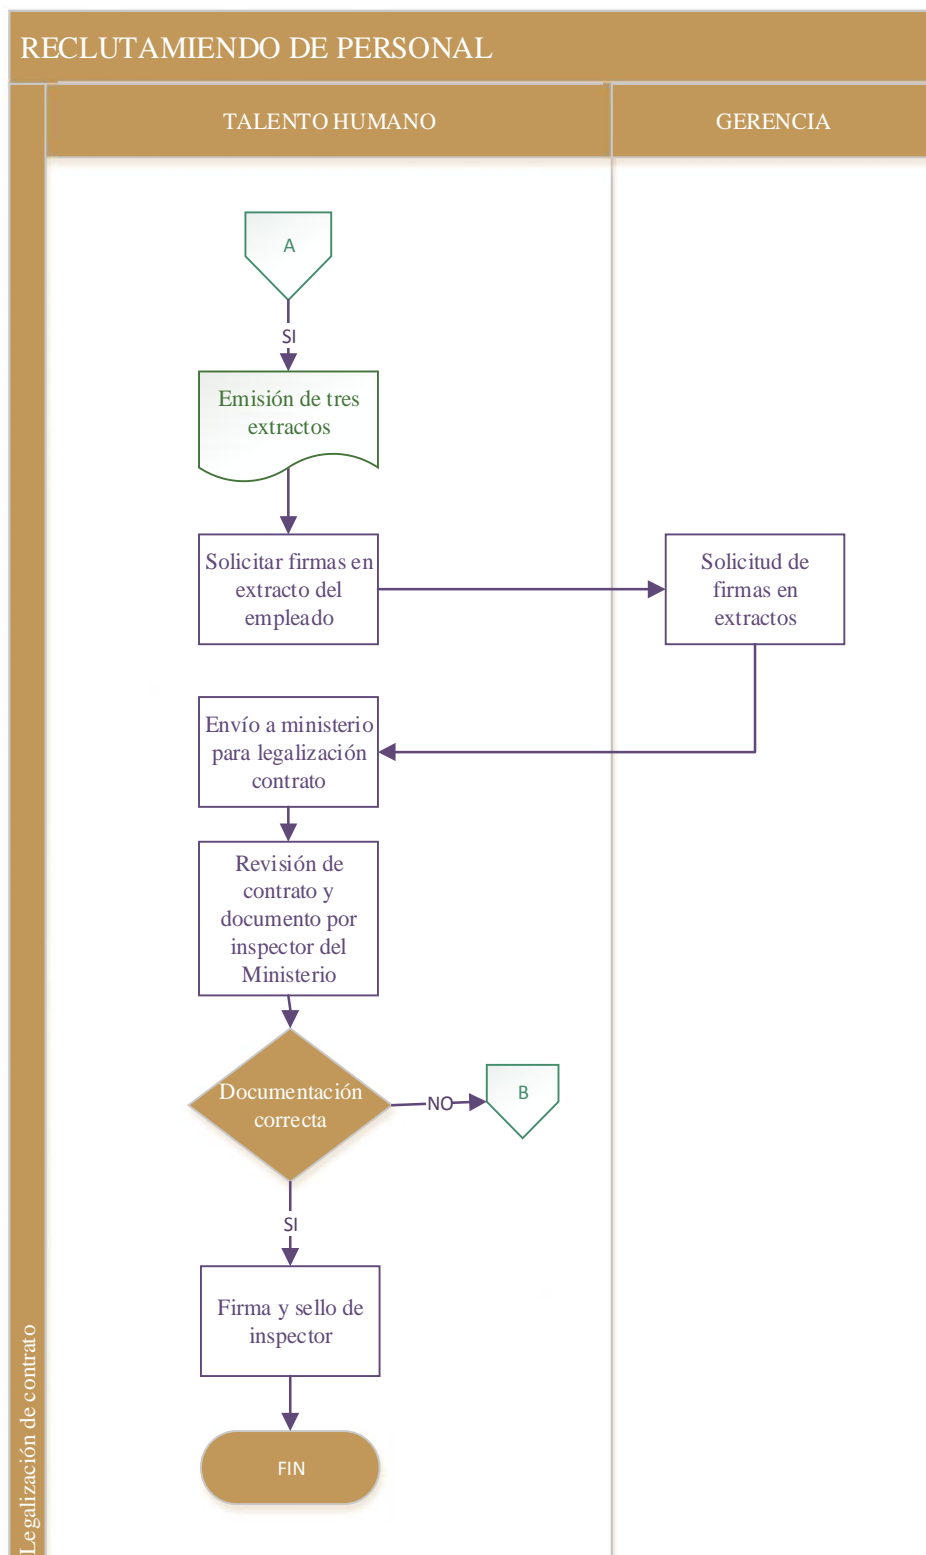 RECLUTAMIENDO DE PERSONAL
TALENTO HUMANO
GERENCIA
A
SI
Emisión de tres
extractos
Solicitar firmas en
extracto del
empleado
Solicitud de
firmas en
extractos
Envío a ministerio
para legalización
contrato
Revisión de
contrato y
documento por
inspector del
Ministerio
Documentación
correcta
NO
B
SI
Firma y sello de
inspector
FIN
Legalización de contrato